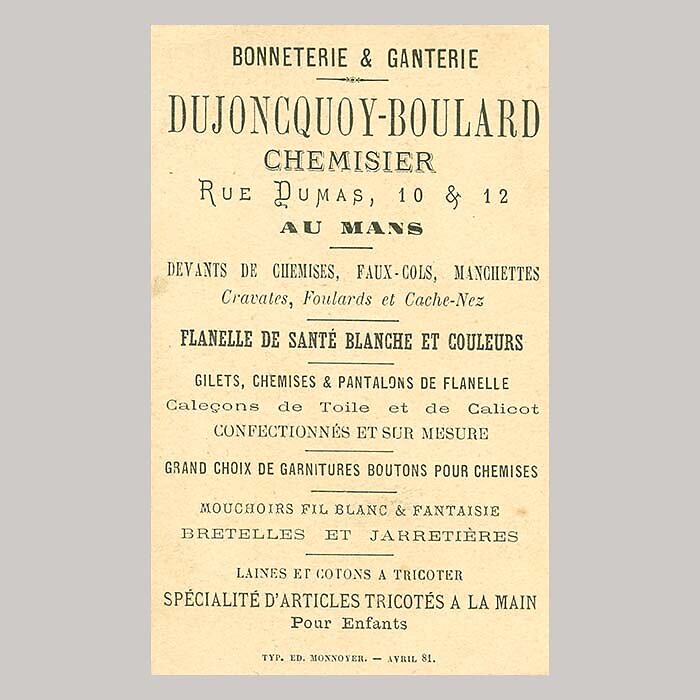 BONNETERIE & GANTERIE
DUJONCQUOY-BOULARD
CHEMISIER
RUE DUMAS, 10 & 12
AU MANS
DEVANTS DE CHEMISES, FAUX-COLS, MANCHETTES
Cravates, Foulards et Cache-Nez
FLANELLE DE SANTÉ BLANCHE ET COULEURS
GILETS, CHEMISES & PANTALONS DE FLANELLE
Caleçons de Toile et de Calicot
CONFECTIONNÉS ET SUR MESURE
GRAND CHOIX DE GARNITURES BOUTONS POUR CHEMISES
MOUCHOIRS FIL BLANC & FANTAISIE
BRETELLES ET JARRETIÈRES
LAINES ET COTONS A TRICOTER
SPÉCIALITÉ D'ARTICLES TRICOTÉS A LA MAIN
Pour Enfants
TYP. ED. MONNOYER. — AVRIL 81.